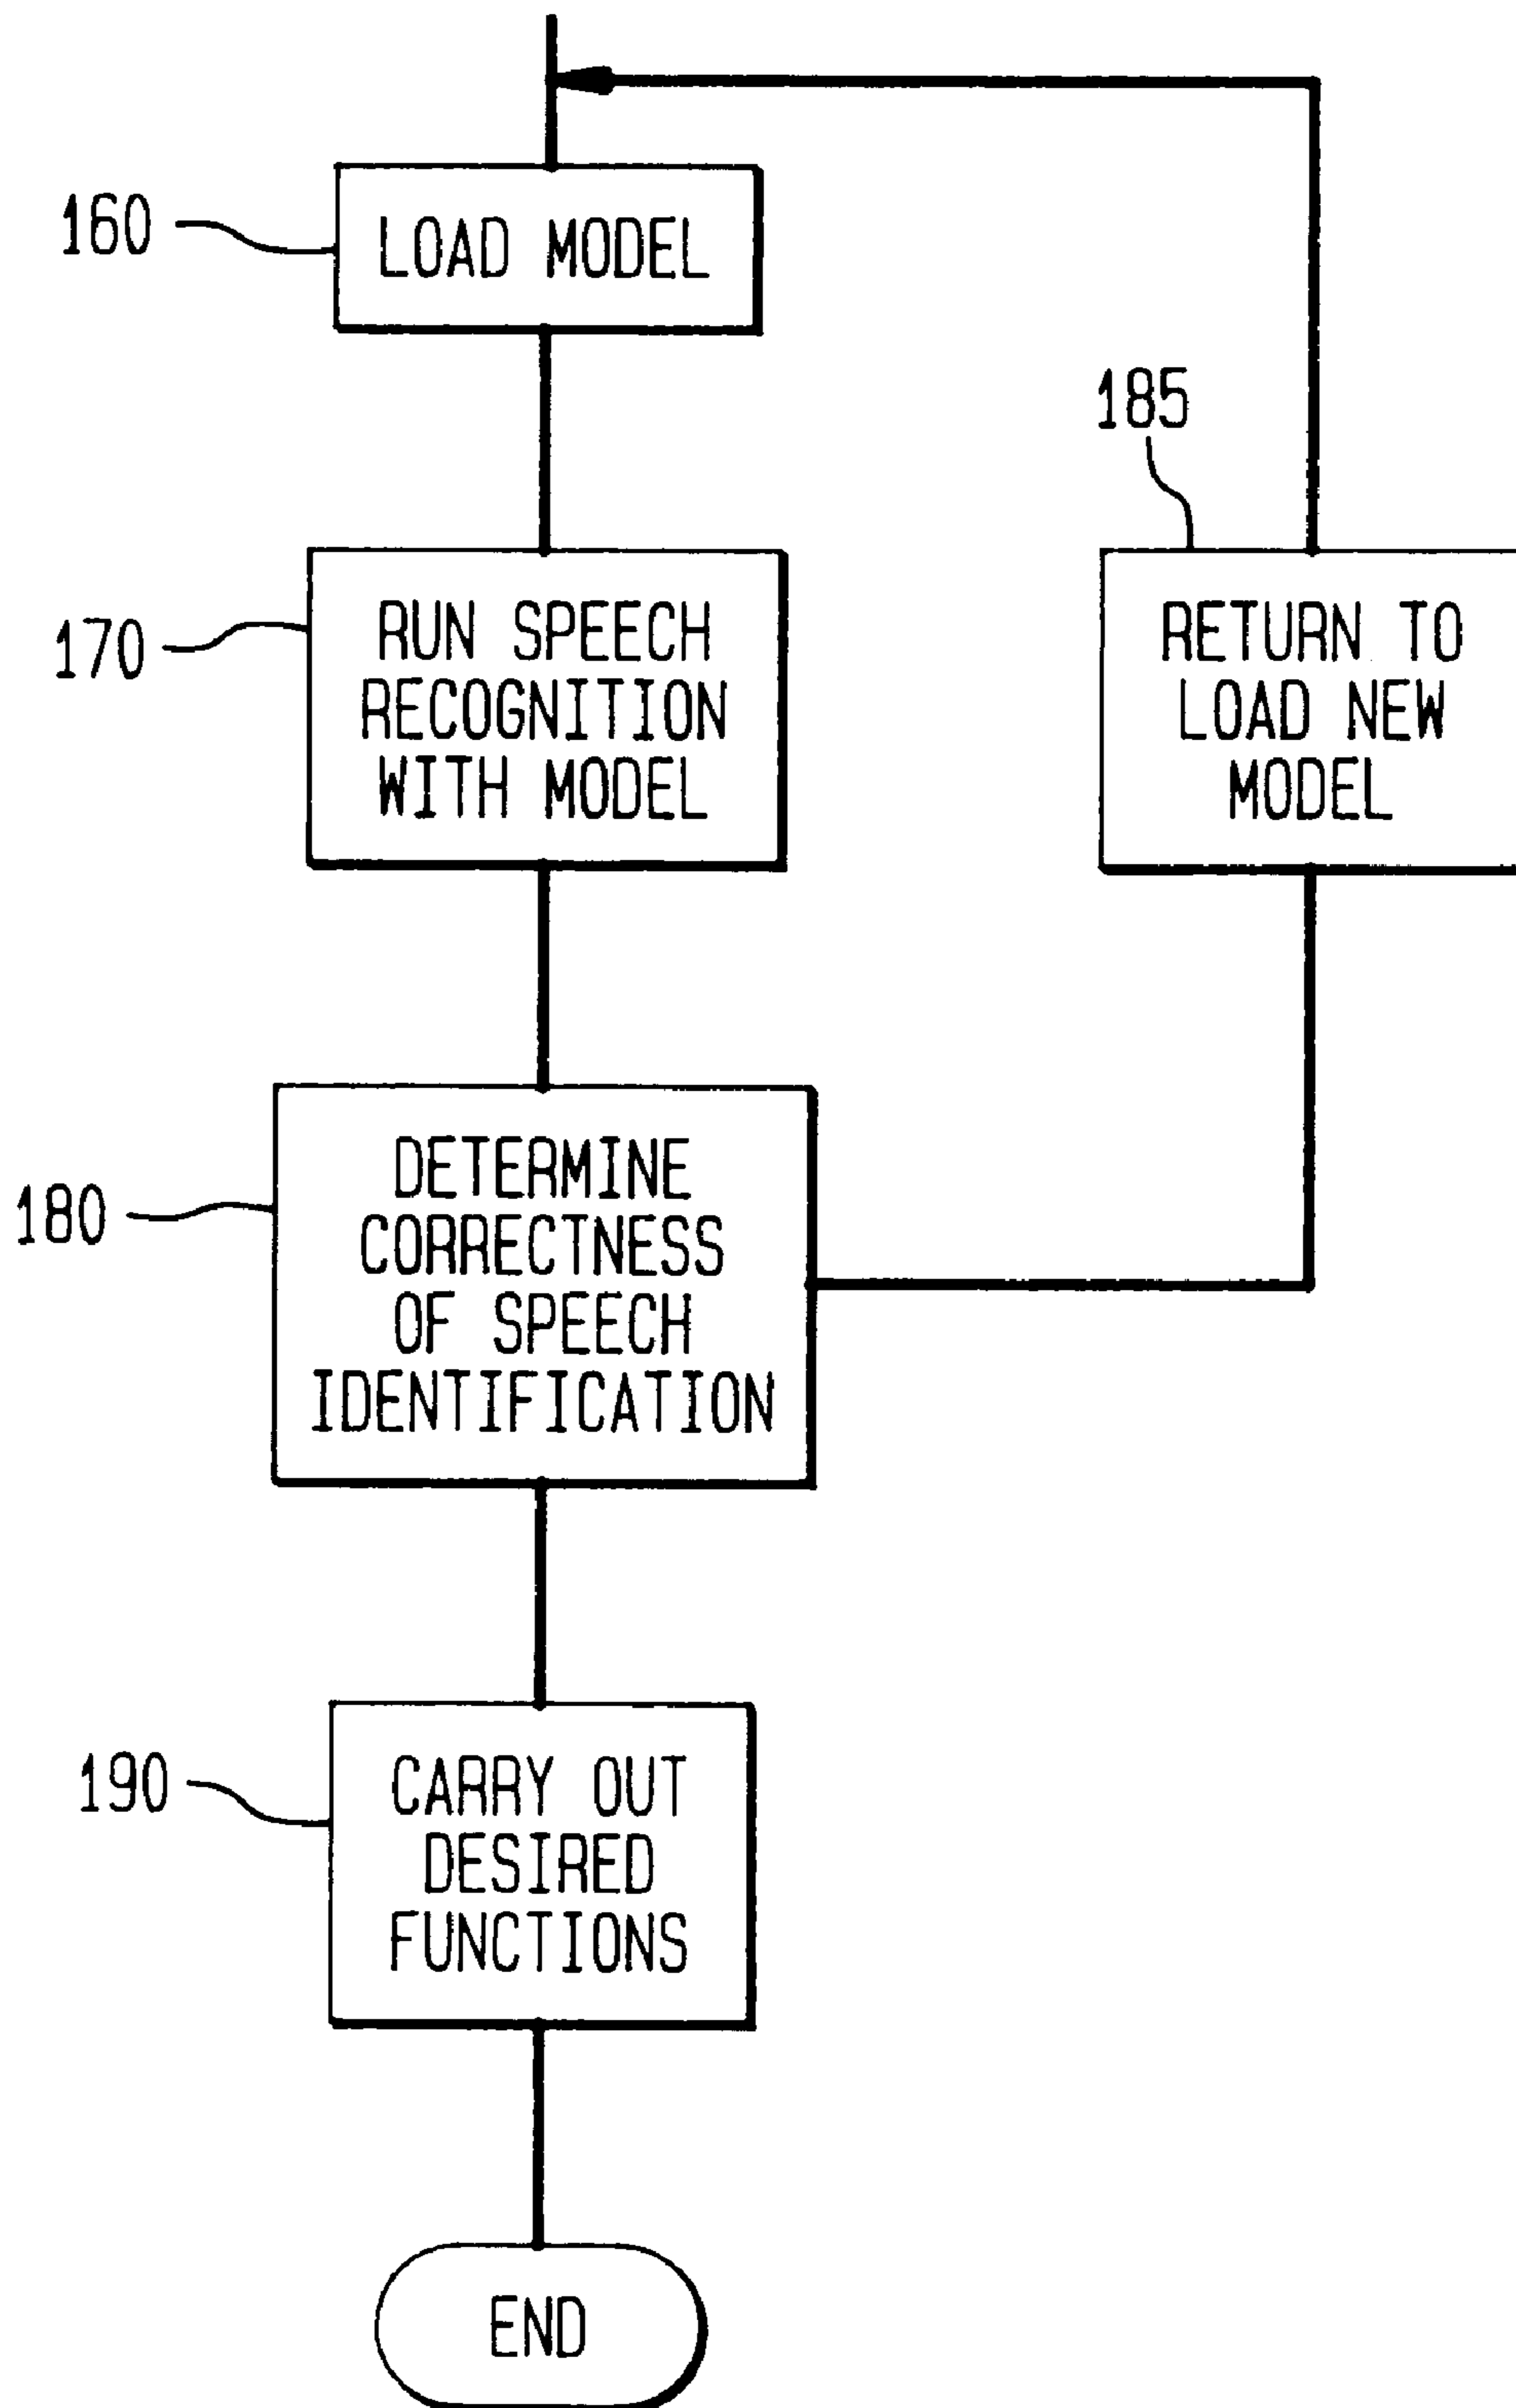 160
LOAD MODEL
185
170
RUN SPEECH
RECOGNITION
WITH MODEL
RETURN TO
LOAD NEW
MODEL
180
DETERMINE
CORRECTNESS
OF SPEECH
IDENTIFICATION
190
CARRY OUT
DESIRED
FUNCTIONS
END